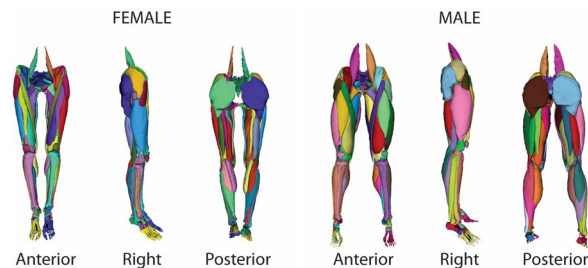 FEMALE
MALE
Anterior
Right
Posterior
Anterior
Right
Posterior